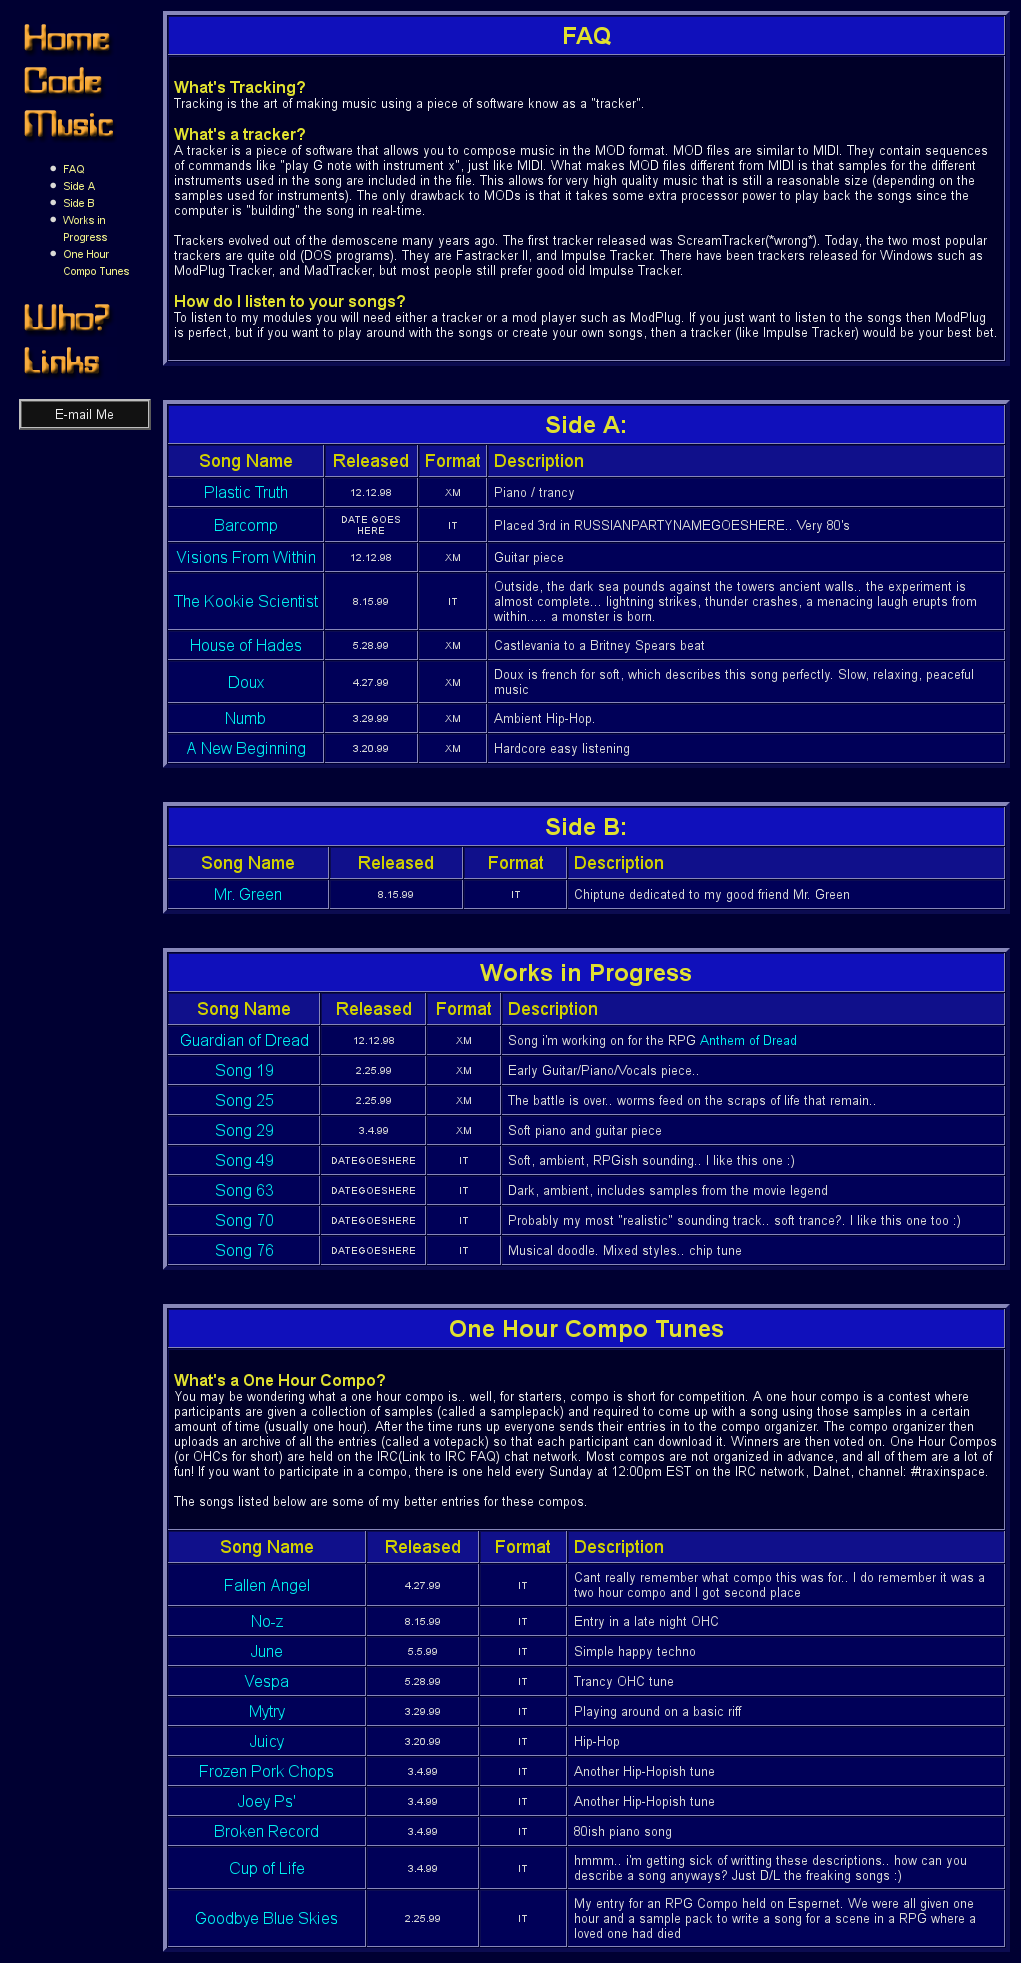 Home
Code
Music
FAQ
Side A
Side B
Works in
Progress
One Hour
Compo Tunes
Who?
Links
E-mail Me
FAQ
What's Tracking?
Tracking is the art of making music using a piece of software know as a "tracker".
What's a tracker?
A tracker is a piece of software that allows you to compose music in the MOD format. MOD files are similar to MIDI. They contain sequences
of commands like "play G note with instrument x", just like MIDI. What makes MOD files different from MIDI is that samples for the different
instruments used in the song are included in the file. This allows for very high quality music that is still a reasonable size (depending on the
samples used for instruments). The only drawback to MODs is that it takes some extra processor power to play back the songs since the
computer is "building" the song in real-time.
Trackers evolved out of the demoscene many years ago. The first tracker released was ScreamTracker(*wrong*). Today, the two most popular
trackers are quite old (DOS programs). They are Fastracker II, and Impulse Tracker. There have been trackers released for Windows such as
ModPlug Tracker, and MadTracker, but most people still prefer good old Impulse Tracker.
How do I listen to your songs?
To listen to my modules you will need either a tracker or a mod player such as ModPlug. If you just want to listen to the songs then ModPlug
is perfect, but if you want to play around with the songs or create your own songs, then a tracker (like Impulse Tracker) would be your best bet.
Side A:
Song Name Released Format Description
Plastic Truth 12.12.98 XM Piano / trancy
Barcomp DATE GOES HERE IT Placed 3rd in RUSSIANPARTYNAMEGOESHERE.. Very 80's
Visions From Within 12.12.98 XM Guitar piece
The Kookie Scientist 8.15.99 IT Outside, the dark sea pounds against the towers ancient walls.. the experiment is
almost complete... lightning strikes, thunder crashes, a menacing laugh erupts from
within..... a monster is born.
House of Hades 5.28.99 XM Castlevania to a Britney Spears beat
Doux 4.27.99 XM Doux is french for soft, which describes this song perfectly. Slow, relaxing, peaceful
music
Numb 3.29.99 XM Ambient Hip-Hop.
A New Beginning 3.20.99 XM Hardcore easy listening
Side B:
Song Name Released Format Description
Mr. Green 8.15.99 IT Chiptune dedicated to my good friend Mr. Green
Works in Progress
Song Name Released Format Description
Guardian of Dread 12.12.98 XM Song i'm working on for the RPG Anthem of Dread
Song 19 2.25.99 XM Early Guitar/Piano/Vocals piece..
Song 25 2.25.99 XM The battle is over.. worms feed on the scraps of life that remain..
Song 29 3.4.99 XM Soft piano and guitar piece
Song 49 DATEGOESHERE IT Soft, ambient, RPGish sounding.. I like this one :)
Song 63 DATEGOESHERE IT Dark, ambient, includes samples from the movie legend
Song 70 DATEGOESHERE IT Probably my most "realistic" sounding track.. soft trance?. I like this one too :)
Song 76 DATEGOESHERE IT Musical doodle. Mixed styles.. chip tune
One Hour Compo Tunes
What's a One Hour Compo?
You may be wondering what a one hour compo is.. well, for starters, compo is short for competition. A one hour compo is a contest where
participants are given a collection of samples (called a samplepack) and required to come up with a song using those samples in a certain
amount of time (usually one hour). After the time runs up everyone sends their entries in to the compo organizer. The compo organizer then
uploads an archive of all the entries (called a votepack) so that each participant can download it. Winners are then voted on. One Hour Compos
(or OHCs for short) are held on the IRC(Link to IRC FAQ) chat network. Most compos are not organized in advance, and all of them are a lot of
fun! If you want to participate in a compo, there is one held every Sunday at 12:00pm EST on the IRC network, Dalnet, channel: #traxinspace.
The songs listed below are some of my better entries for these compos.
Song Name Released Format Description
Fallen Angel 4.27.99 IT Cant really remember what compo this was for.. I do remember it was a
two hour compo and I got second place
No-z 8.15.99 IT Entry in a late night OHC
June 5.5.99 IT Simple happy techno
Vespa 5.28.99 IT Trancy OHC tune
Mytry 3.29.99 IT Playing around on a basic riff
Juicy 3.20.99 IT Hip-Hop
Frozen Pork Chops 3.4.99 IT Another Hip-Hopish tune
Joey Ps' 3.4.99 IT Another Hip-Hopish tune
Broken Record 3.4.99 IT 80ish piano song
Cup of Life 3.4.99 IT hmmm.. i'm getting sick of writting these descriptions.. how can you
describe a song anyways? Just D/L the freaking songs :)
Goodbye Blue Skies 2.25.99 IT My entry for an RPG Compo held on Espernet. We were all given one
hour and a sample pack to write a song for a scene in a RPG where a
loved one had died